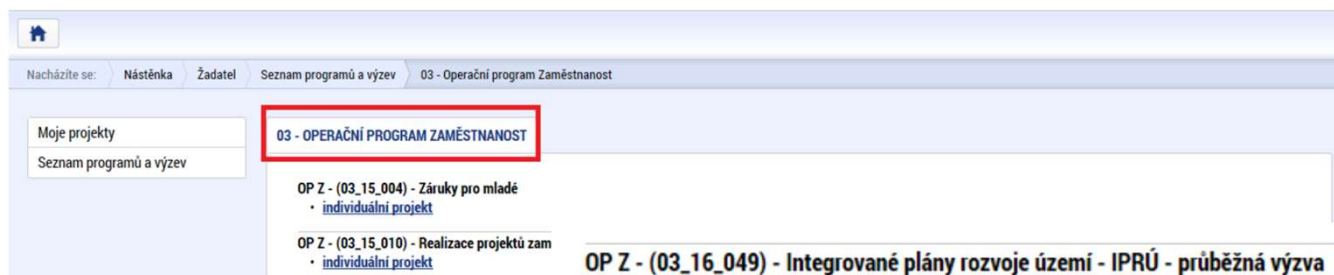 Nacházíte se: Nástěnka Žadatel Seznam programů a výzev 03 - Operační program Zaměstnanost
Moje projekty
Seznam programů a výzev
03 - OPERAČNÍ PROGRAM ZAMĚSTNANOST
OP Z - (03_15_004) - Záruky pro mladé
• individuální projekt
OP Z - (03_15_010) - Realizace projektů zam
• individuální projekt
OP Z - (03_16_049) - Integrované plány rozvoje území - IPRÚ - průběžná výzva